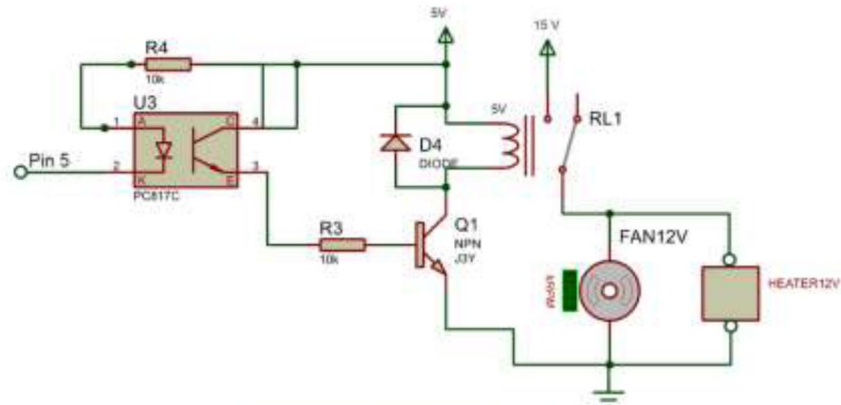 5V
15 V
R4
10k
U3
1
A
C
4
5V
RL1
D4
DIODE
Pin 5
2
K
E
3
PC817C
R3
10k
Q1
NPN
J3Y
FAN12V
HEATER12V